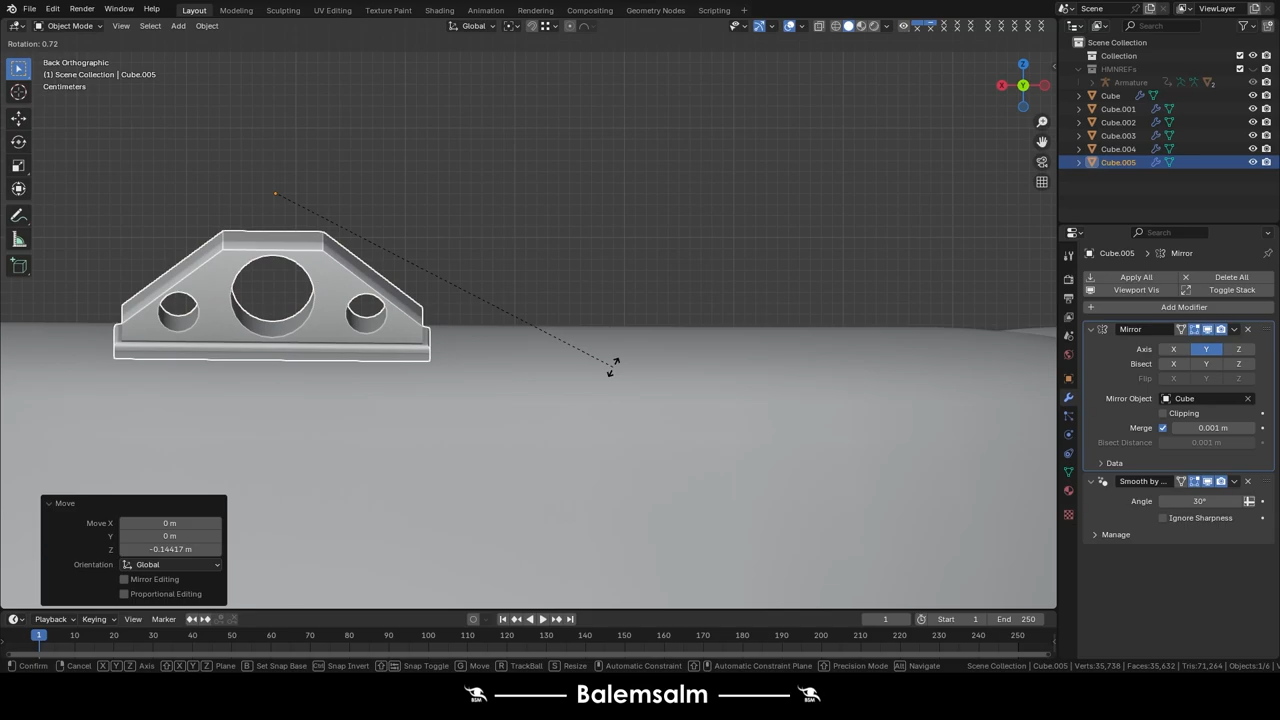 File Edit Render Window Help Layout Modeling Sculpting UV Editing Texture Paint Shading Animation Rendering Compositing Geometry Nodes Scripting Scene ViewLayer
Object Mode View Select Add Object Global Search
Rotation: 0.72
Back Orthographic
(1) Scene Collection | Cube.005
Centimeters
Z
X
Y
Scene Collection
Collection
HMNREFs
Armature 2
Cube
Cube.001
Cube.002
Cube.003
Cube.004
Cube.005
Search
Cube.005 Mirror
Apply All Delete All
Viewport Vis Toggle Stack
Add Modifier
Mirror
Axis X Y Z
Bisect X Y Z
Flip X Y Z
Mirror Object Cube
Clipping
Merge 0.001 m
Bisect Distance 0.001 m
Data
Smooth by ...
Angle 30°
Ignore Sharpness
Manage
Move
Move X 0 m
Y 0 m
Z -0.14417 m
Orientation Global
Mirror Editing
Proportional Editing
Playback Keying View Marker 1 Start 1 End 250
1 10 20 30 40 50 60 70 80 90 100 110 120 130 140 150 160 170 180 190 200 210 220 230 240 250
Confirm Cancel X Y Z Axis X Y Z Plane B Set Snap Base Ctrl Snap Invert Snap Toggle G Move R TrackBall S Resize Automatic Constraint Automatic Constraint Plane Precision Mode Alt Navigate Scene Collection | Cube.005 | Verts:35,738 | Faces:35,632 | Tris:71,264 | Objects:1/6
BSM Balemsalm BSM